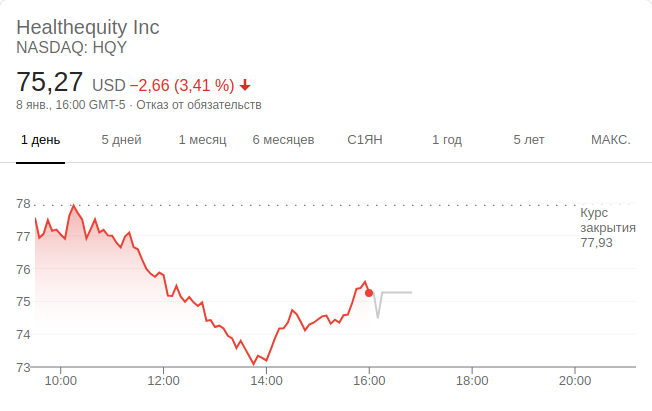 Healthequity Inc
NASDAQ: HQY
75,27 USD −2,66 (3,41 %)
8 янв., 16:00 GMT-5 · Отказ от обязательств
1 день 5 дней 1 месяц 6 месяцев С1ЯН 1 год 5 лет МАКС.
78
Курс
закрытия
77,93
77
76
75
74
73
10:00 12:00 14:00 16:00 18:00 20:00